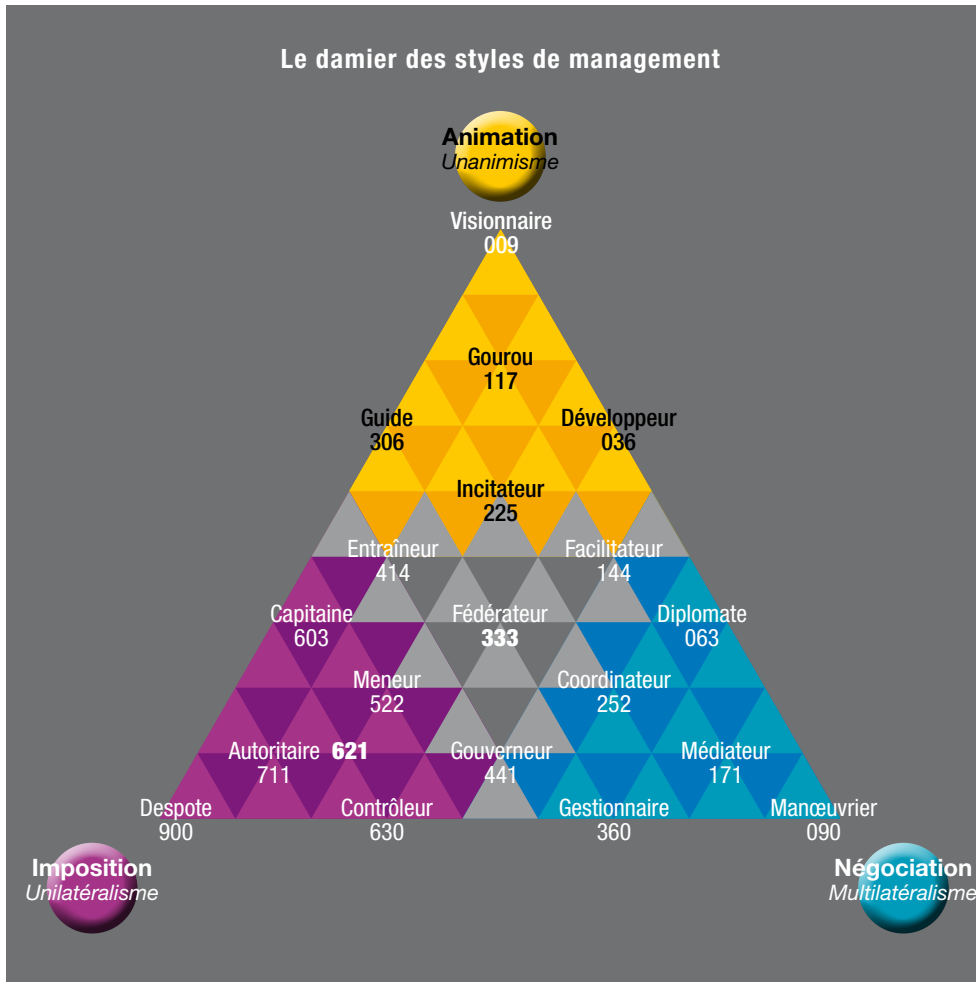 Le damier des styles de management
Animation
Unanimisme
Visionnaire
009
Gourou
117
Guide
306
Développeur
036
Incitateur
225
Entraîneur
414
Facilitateur
144
Capitaine
603
Fédérateur
333
Diplomate
063
Meneur
522
Coordinateur
252
Autoritaire 621
711
Gouverneur
441
Médiateur
171
Despote
900
Contrôleur
630
Gestionnaire
360
Manœuvrier
090
Imposition
Unilatéralisme
Négociation
Multilatéralisme